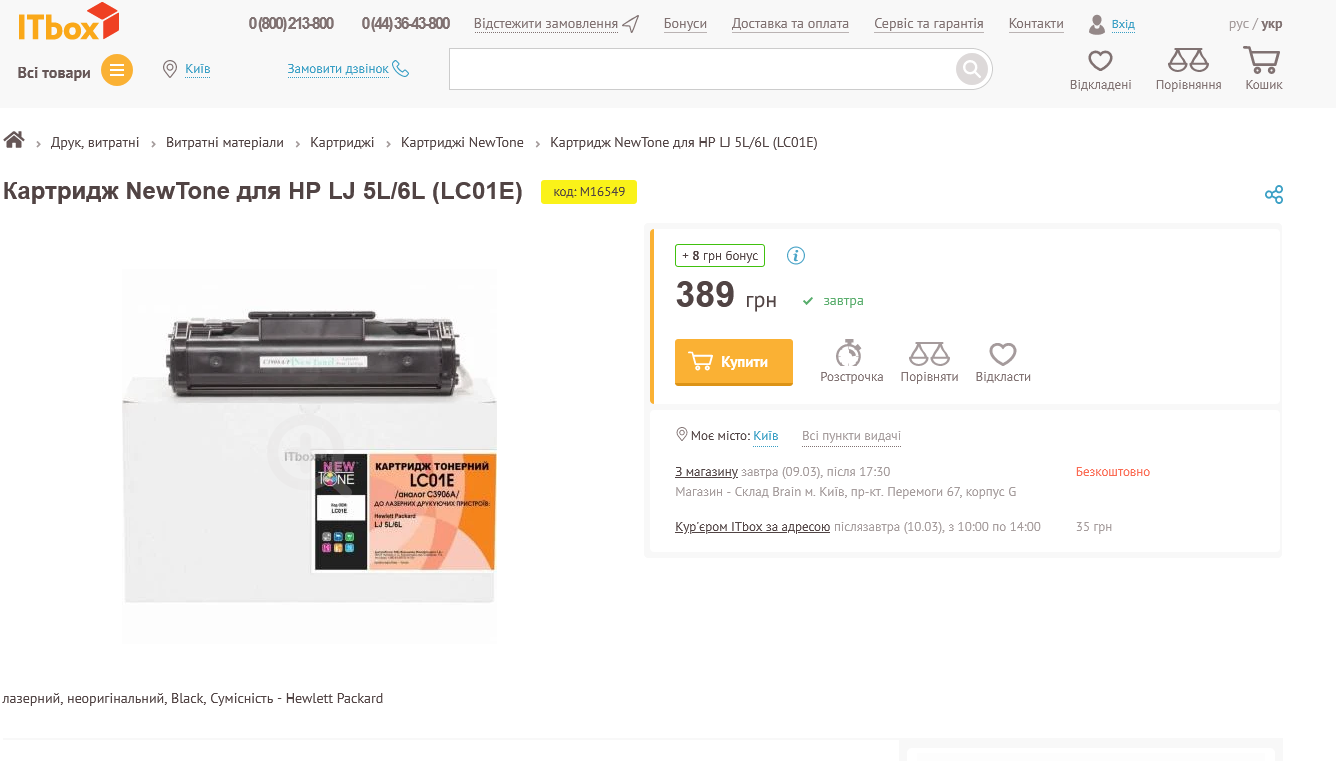 ITbox
0 (800) 213-800
0 (44) 36-43-800
Відстежити замовлення
Бонуси
Доставка та оплата
Сервіс та гарантія
Контакти
Вхід
рус / укр
Всі товари
Київ
Замовити дзвінок
Відкладені
Порівняння
Кошик
Друк, витратні › Витратні матеріали › Картриджі › Картриджі NewTone › Картридж NewTone для HP LJ 5L/6L (LC01E)
Картридж NewTone для HP LJ 5L/6L (LC01E)
код: M16549
+ 8 грн бонус
389 грн
завтра
Купити
Розстрочка
Порівняти
Відкласти
Моє місто: Київ
Всі пункти видачі
З магазину завтра (09.03), після 17:30
Безкоштовно
Магазин - Склад Brain м. Київ, пр-кт. Перемоги 67, корпус G
Кур'єром ITbox за адресою післязавтра (10.03), з 10:00 по 14:00
35 грн
NEW TONE
LC01E
КАРТРИДЖ ТОНЕРНИЙ
LC01E
/аналог C3906A/
ДО ЛАЗЕРНИХ ДРУКУЮЧИХ ПРИСТРОЇВ:
Hewlett Packard
LJ 5L/6L
лазерний, неоригінальний, Black, Сумісність - Hewlett Packard